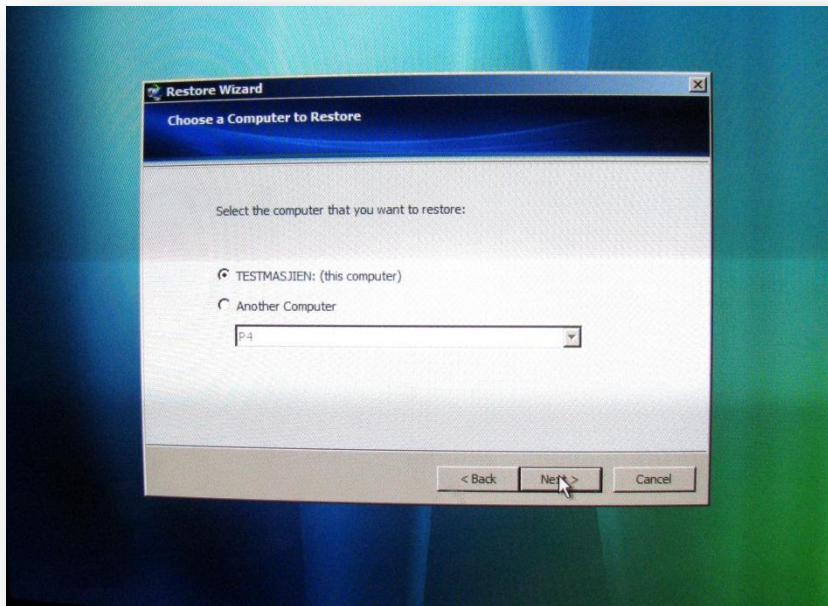 Restore Wizard
Choose a Computer to Restore
Select the computer that you want to restore:
TESTMASJIEN: (this computer)
Another Computer
P4
< Back
Next >
Cancel